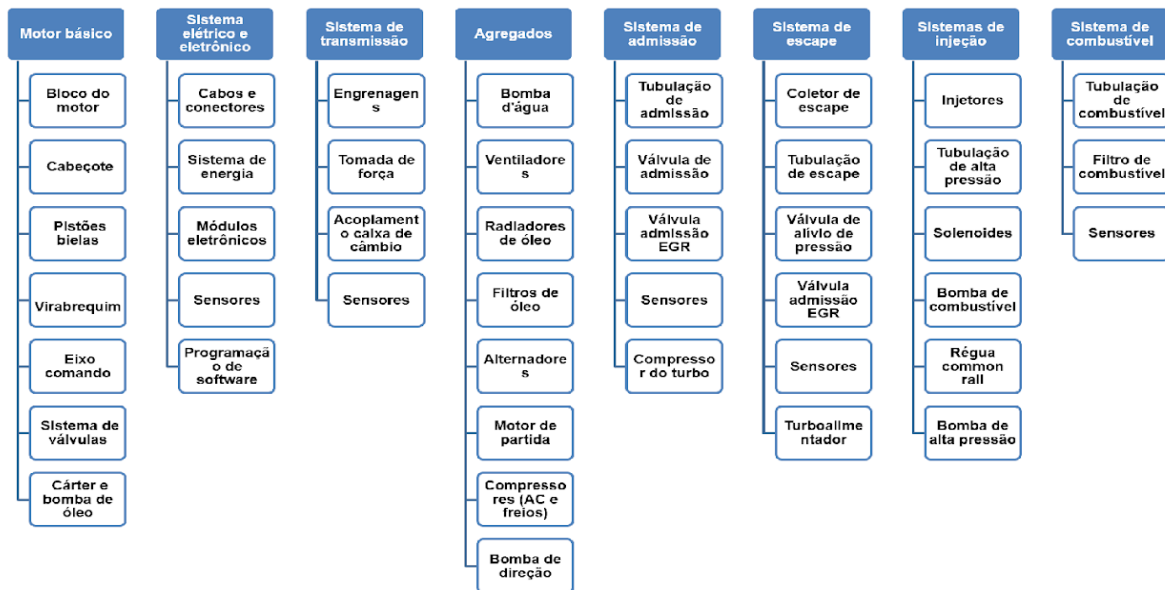 Motor básico
Bloco do
motor
Cabeçote
Pistões
bielas
Virabrequim
Eixo
comando
Sistema de
válvulas
Cárter e
bomba de
óleo
Sistema
elétrico e
eletrônico
Cabos e
conectores
Sistema de
energia
Módulos
eletrônicos
Sensores
Programaçã
o de
software
Sistema de
transmissão
Engrenagen
s
Tomada de
força
Acoplament
o caixa de
câmbio
Sensores
Agregados
Bomba
d'água
Ventiladore
s
Radiadores
de óleo
Filtros de
óleo
Alternadore
s
Motor de
partida
Compresso
res (AC e
freios)
Bomba de
direção
Sistema de
admissão
Tubulação
de
admissão
Válvula de
admissão
Válvula
admissão
EGR
Sensores
Compresso
r do turbo
Sistema de
escape
Coletor de
escape
Tubulação
de escape
Válvula de
alívio de
pressão
Válvula
admissão
EGR
Sensores
Turboalime
ntador
Sistemas de
injeção
Injetores
Tubulação
de alta
pressão
Solenoides
Bomba de
combustível
Régua
common
rail
Bomba de
alta pressão
Sistema de
combustível
Tubulação
de
combustível
Filtro de
combustível
Sensores